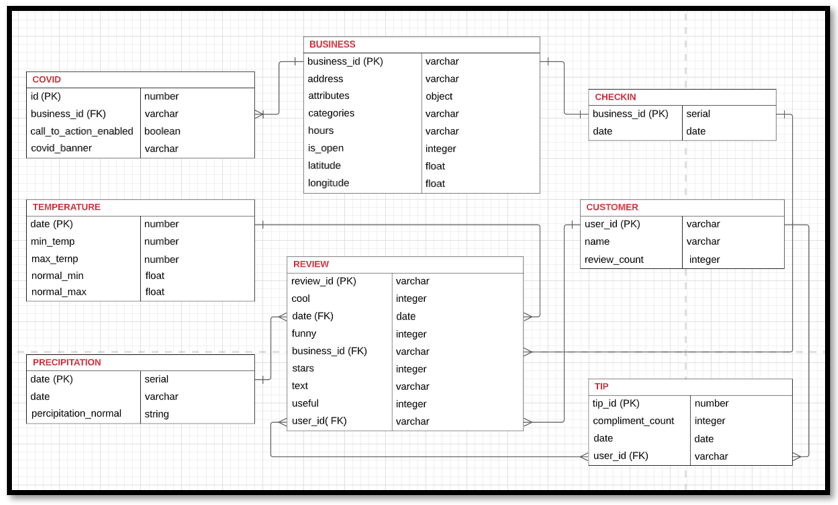 BUSINESS
business_id (PK) varchar
address varchar
attributes object
categories varchar
hours varchar
is_open integer
latitude float
longitude float
COVID
id (PK) number
business_id (FK) varchar
call_to_action_enabled boolean
covid_banner varchar
CHECKIN
business_id (PK) serial
date date
TEMPERATURE
date (PK) number
min_temp number
max_temp number
normal_min float
normal_max float
CUSTOMER
user_id (PK) varchar
name varchar
review_count integer
REVIEW
review_id (PK) varchar
cool integer
date (FK) date
funny integer
business_id (FK) varchar
stars integer
text varchar
useful integer
user_id( FK) varchar
PRECIPITATION
date (PK) serial
date varchar
percipitation_normal string
TIP
tip_id (PK) number
compliment_count integer
date date
user_id (FK) varchar